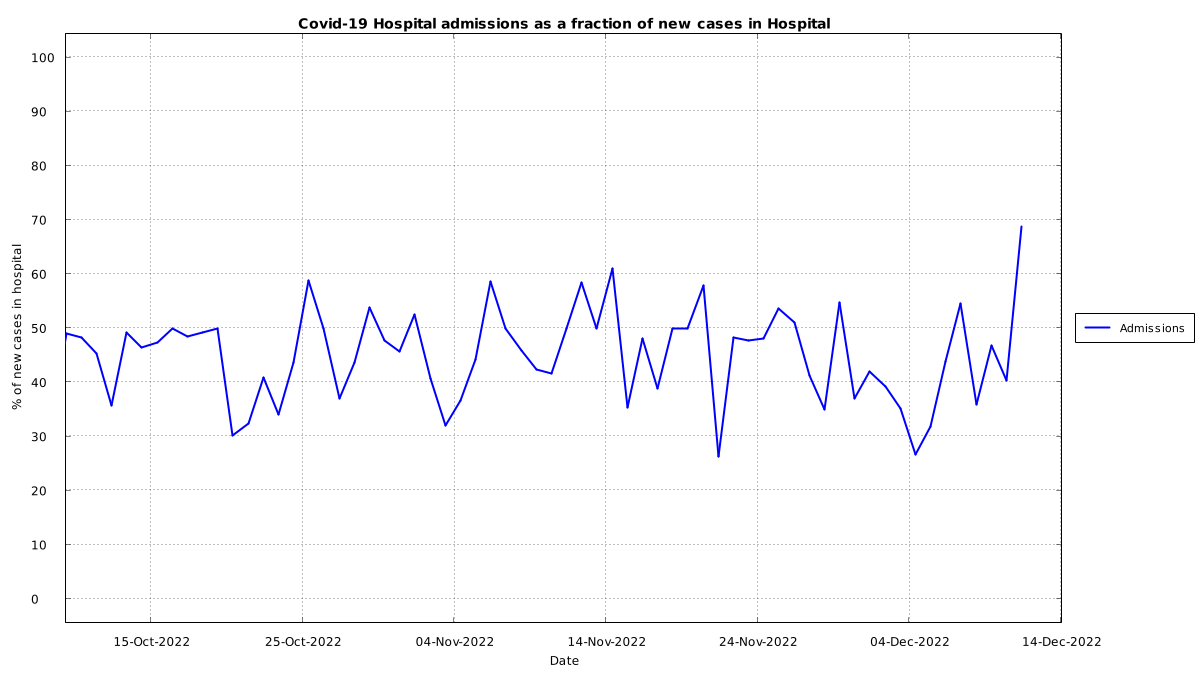 Covid-19 Hospital admissions as a fraction of new cases in Hospital
% of new cases in hospital
100
90
80
70
60
50
40
30
20
10
0
Admissions
15-Oct-2022 25-Oct-2022 04-Nov-2022 14-Nov-2022 24-Nov-2022 04-Dec-2022 14-Dec-2022
Date